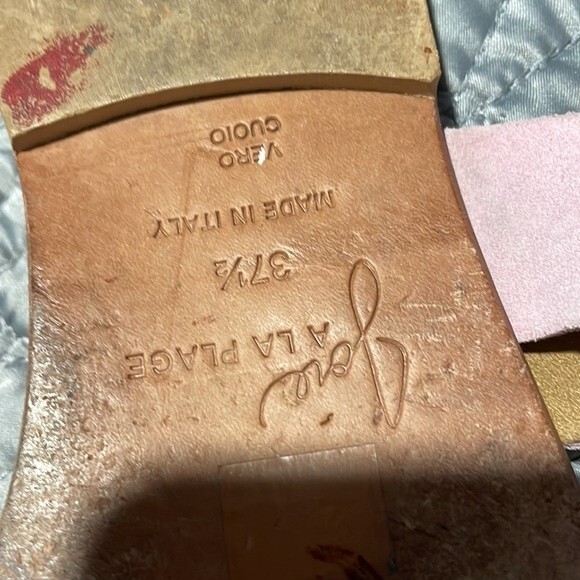 Joie
A LA PLAGE
37½
MADE IN ITALY
VERO
CUOIO